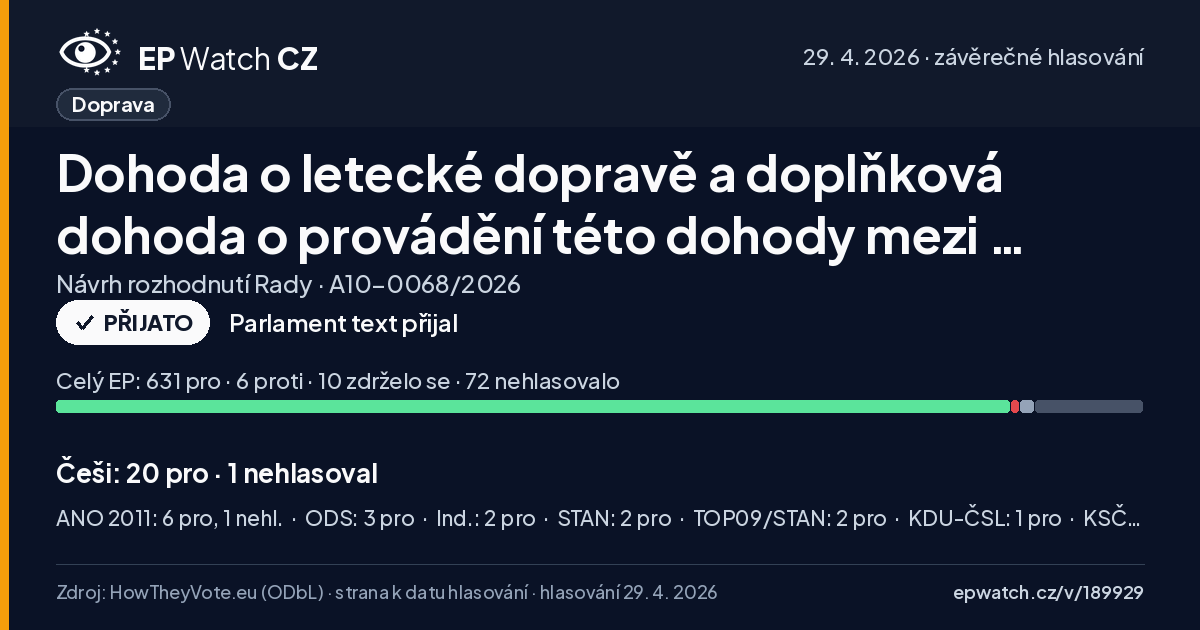 EP Watch CZ
29. 4. 2026 · závěrečné hlasování
Doprava
Dohoda o letecké dopravě a doplňková
dohoda o provádění této dohody mezi …
Návrh rozhodnutí Rady · A10-0068/2026
✓ PŘIJATO Parlament text přijal
Celý EP: 631 pro · 6 proti · 10 zdrželo se · 72 nehlasovalo
Češi: 20 pro · 1 nehlasoval
ANO 2011: 6 pro, 1 nehl. · ODS: 3 pro · Ind.: 2 pro · STAN: 2 pro · TOP09/STAN: 2 pro · KDU-ČSL: 1 pro · KSČ…
Zdroj: HowTheyVote.eu (ODbL) · strana k datu hlasování · hlasování 29. 4. 2026
epwatch.cz/v/189929